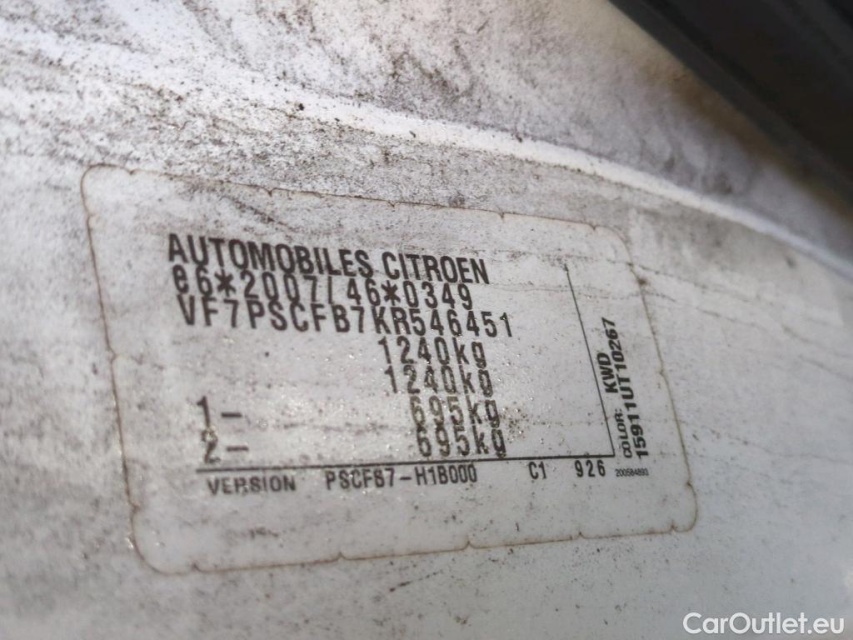 AUTOMOBILES CITROEN
e6*2007/46*0349
VF7PSCFB7KR546451
1240kg
1240kg
1- 695kg
2- 695kg
VERSION PSCFB7-H1B000 C1 926
COLOR: KWD
15911UT10267
CarOutlet.eu